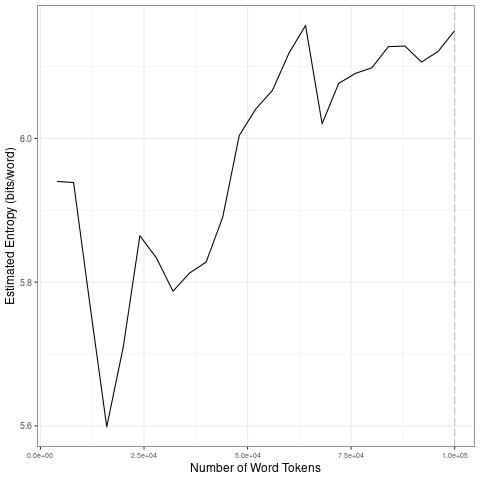 Estimated Entropy (bits/word)
6.0
5.8
5.6
0.0e+00 2.5e+04 5.0e+04 7.5e+04 1.0e+05
Number of Word Tokens